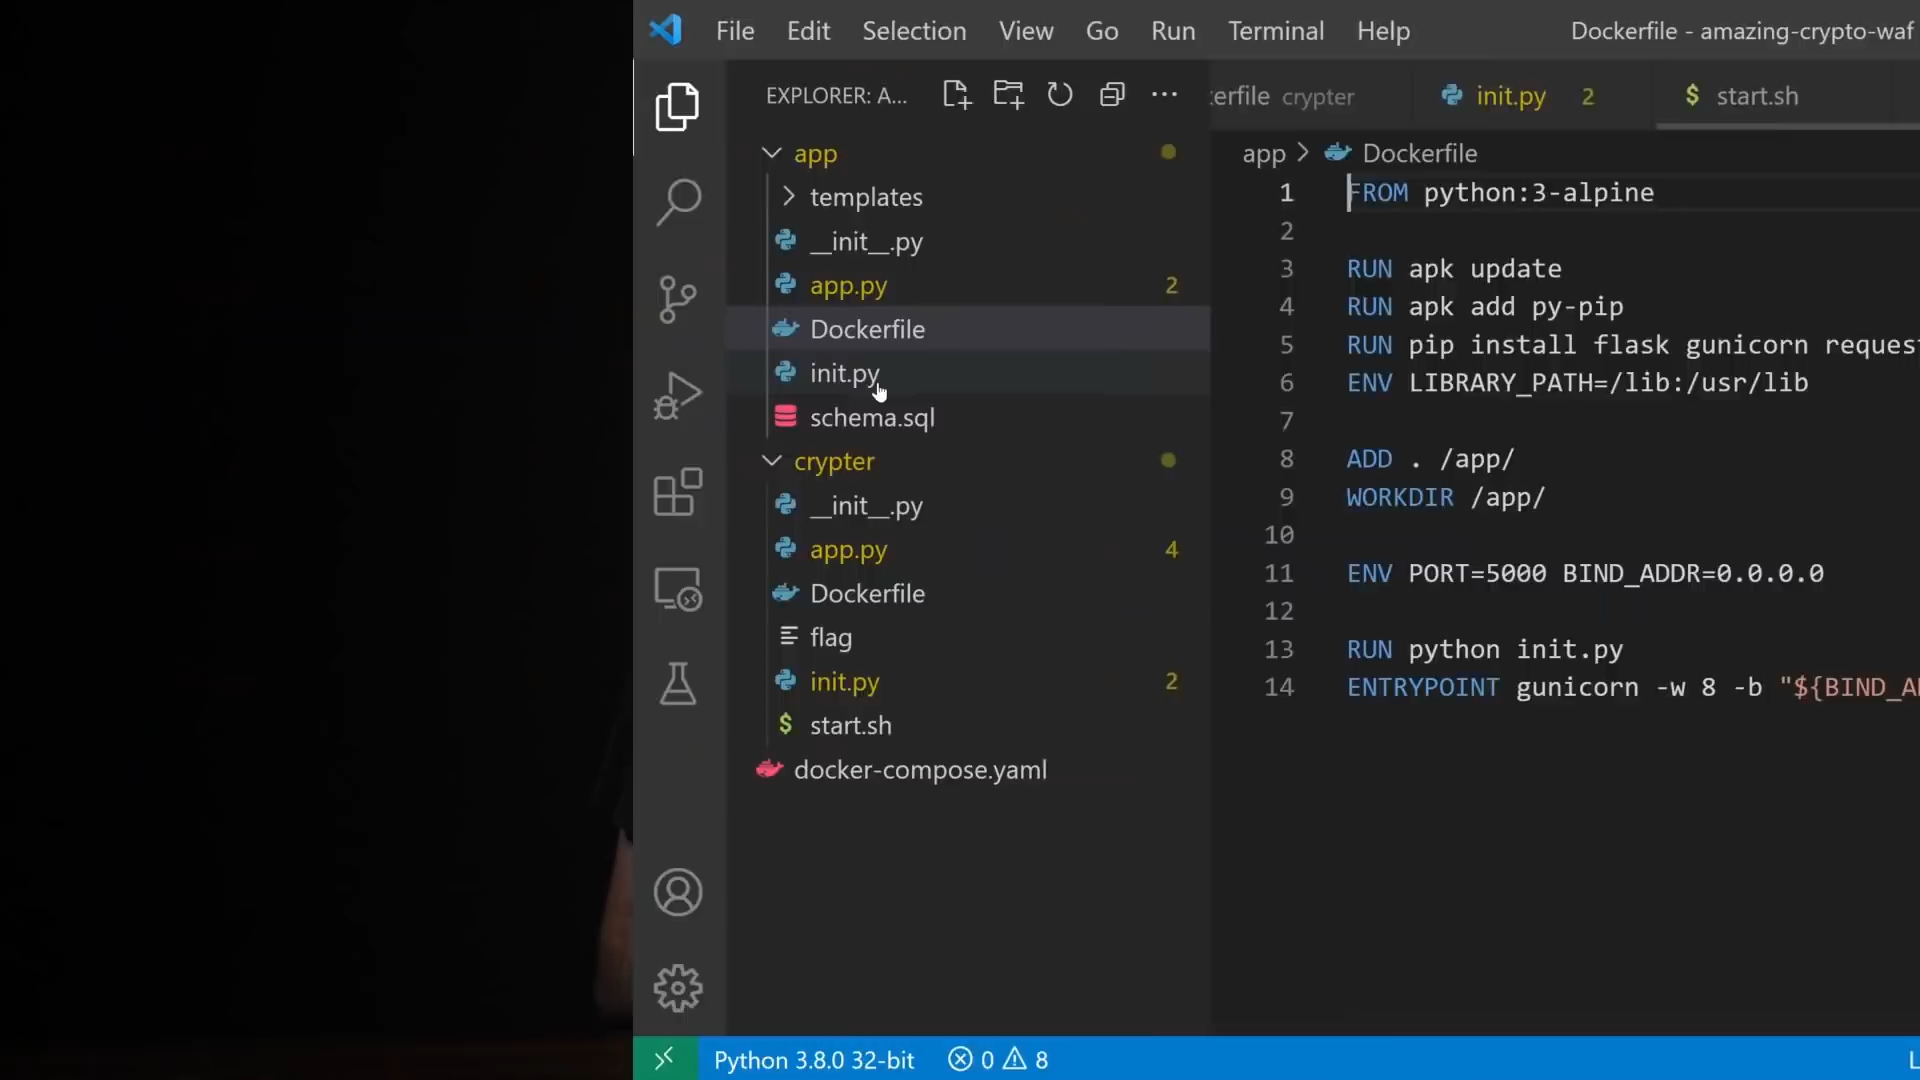 File Edit Selection View Go Run Terminal Help Dockerfile - amazing-crypto-waf
EXPLORER: A...
erfile crypter init.py 2 $ start.sh
app
templates
__init__.py
app.py 2
Dockerfile
init.py
schema.sql
crypter
__init__.py
app.py 4
Dockerfile
flag
init.py 2
$ start.sh
docker-compose.yaml
app > Dockerfile
1 FROM python:3-alpine
2
3 RUN apk update
4 RUN apk add py-pip
5 RUN pip install flask gunicorn request
6 ENV LIBRARY_PATH=/lib:/usr/lib
7
8 ADD . /app/
9 WORKDIR /app/
10
11 ENV PORT=5000 BIND_ADDR=0.0.0.0
12
13 RUN python init.py
14 ENTRYPOINT gunicorn -w 8 -b "${BIND_A
Python 3.8.0 32-bit 0 8 L